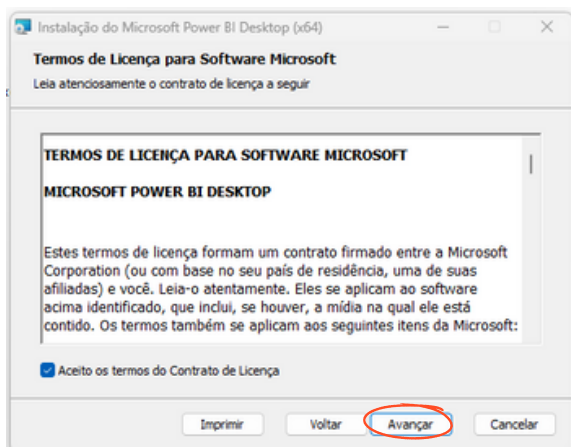 Instalação do Microsoft Power BI Desktop (x64)
Termos de Licença para Software Microsoft
Leia atenciosamente o contrato de licença a seguir
TERMOS DE LICENÇA PARA SOFTWARE MICROSOFT
MICROSOFT POWER BI DESKTOP
Estes termos de licença formam um contrato firmado entre a Microsoft
Corporation (ou com base no seu país de residência, uma de suas
afiliadas) e você. Leia-o atentamente. Eles se aplicam ao software
acima identificado, que inclui, se houver, a mídia na qual ele está
contido. Os termos também se aplicam aos seguintes itens da Microsoft:
Aceito os termos do Contrato de Licença
Imprimir Voltar Avançar Cancelar